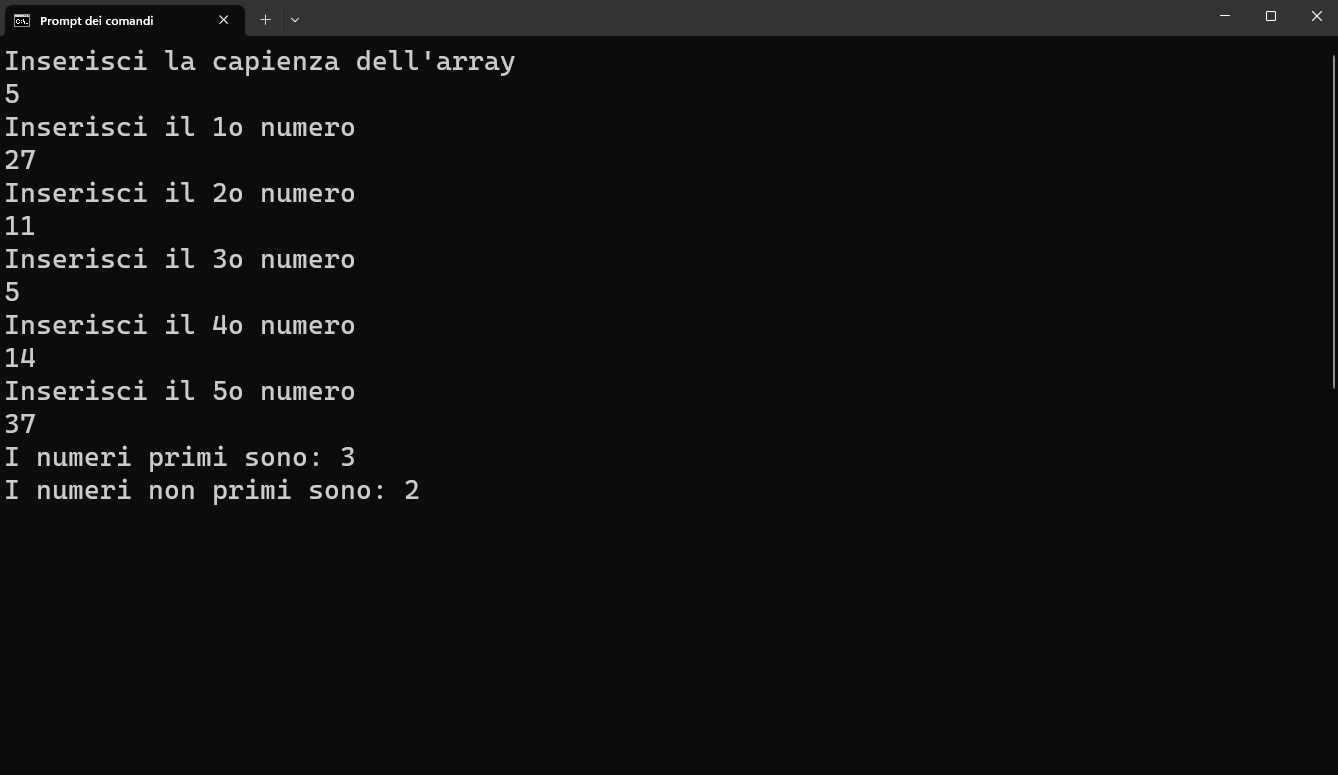 Prompt dei comandi
Inserisci la capienza dell'array
5
Inserisci il 1o numero
27
Inserisci il 2o numero
11
Inserisci il 3o numero
5
Inserisci il 4o numero
14
Inserisci il 5o numero
37
I numeri primi sono: 3
I numeri non primi sono: 2